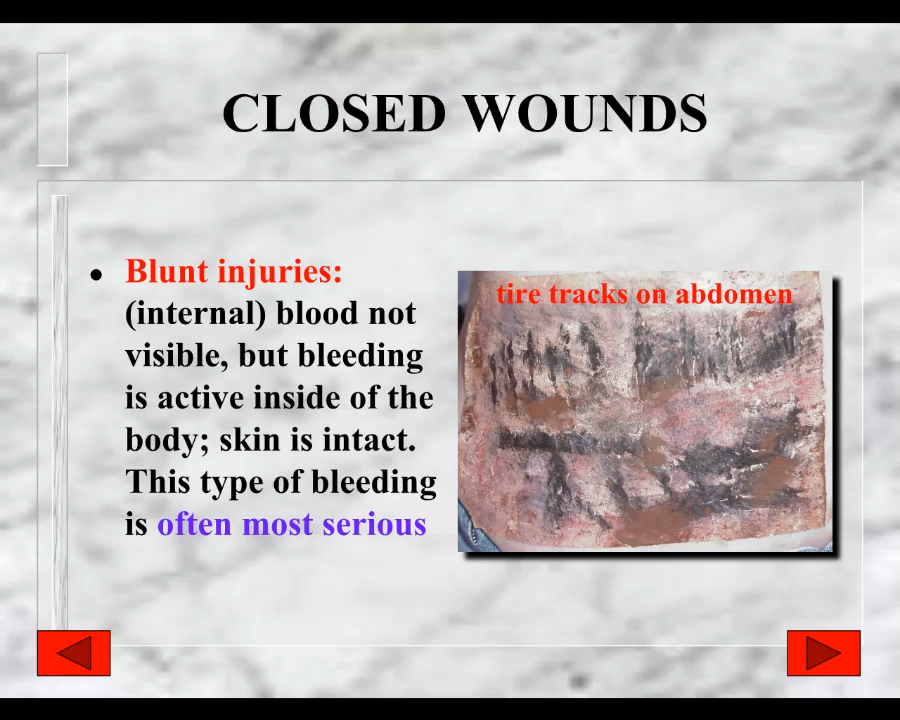 CLOSED WOUNDS
Blunt injuries:
(internal) blood not
visible, but bleeding
is active inside of the
body; skin is intact.
This type of bleeding
is often most serious
tire tracks on abdomen